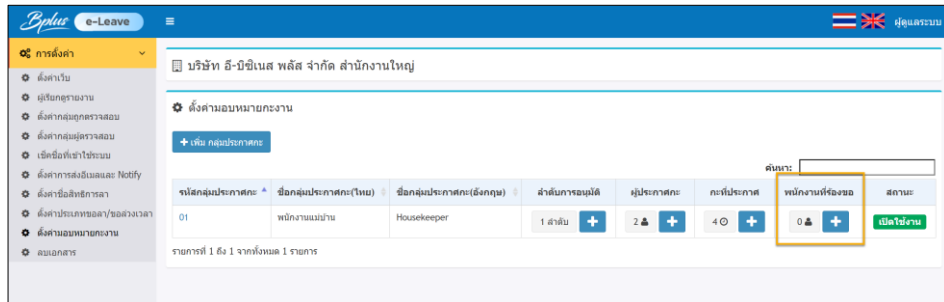 Bplus e-Leave
ผู้ดูแลระบบ
การตั้งค่า
ตั้งค่าเว็บ
ผู้เรียกดูรายงาน
ตั้งค่ากลุ่มถูกตรวจสอบ
ตั้งค่ากลุ่มผู้ตรวจสอบ
เช็คชื่อที่เข้าใช้ระบบ
ตั้งค่าการส่งอีเมลและ Notify
ตั้งค่าชื่อสิทธิการลา
ตั้งค่าประเภทขอลา/ขอล่วงเวลา
ตั้งค่ามอบหมายกะงาน
ลบเอกสาร
บริษัท อี-บิซิเนส พลัส จำกัด สำนักงานใหญ่
ตั้งค่ามอบหมายกะงาน
+ เพิ่ม กลุ่มประกาศกะ
ค้นหา:
รหัสกลุ่มประกาศกะ ชื่อกลุ่มประกาศกะ(ไทย) ชื่อกลุ่มประกาศกะ(อังกฤษ) ลำดับการอนุมัติ ผู้ประกาศกะ กะที่ประกาศ พนักงานที่ร้องขอ สถานะ
01 พนักงานแม่บ้าน Housekeeper 1 ลำดับ + 2 + 4 + 0 + เปิดใช้งาน
รายการที่ 1 ถึง 1 จากทั้งหมด 1 รายการ